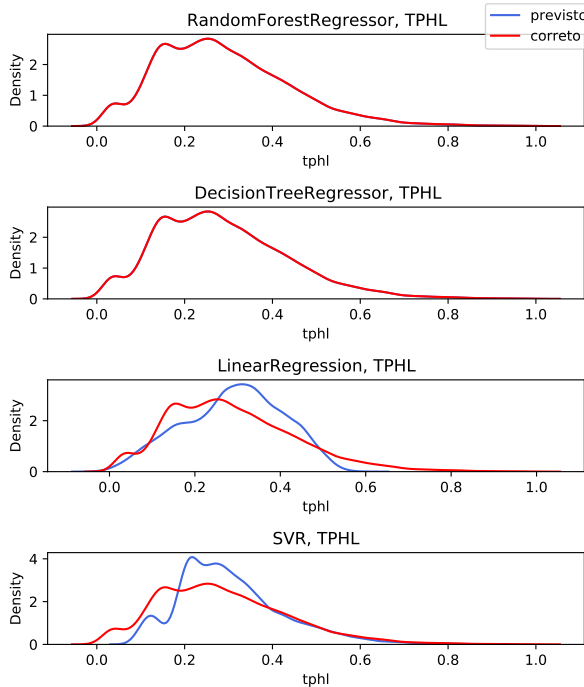 RandomForestRegressor, TPHL
previsto
correto
Density
2
1
0
0.0 0.2 0.4 0.6 0.8 1.0
tphl
DecisionTreeRegressor, TPHL
Density
2
1
0
0.0 0.2 0.4 0.6 0.8 1.0
tphl
LinearRegression, TPHL
Density
2
0
0.0 0.2 0.4 0.6 0.8 1.0
tphl
SVR, TPHL
Density
4
2
0
0.0 0.2 0.4 0.6 0.8 1.0
tphl